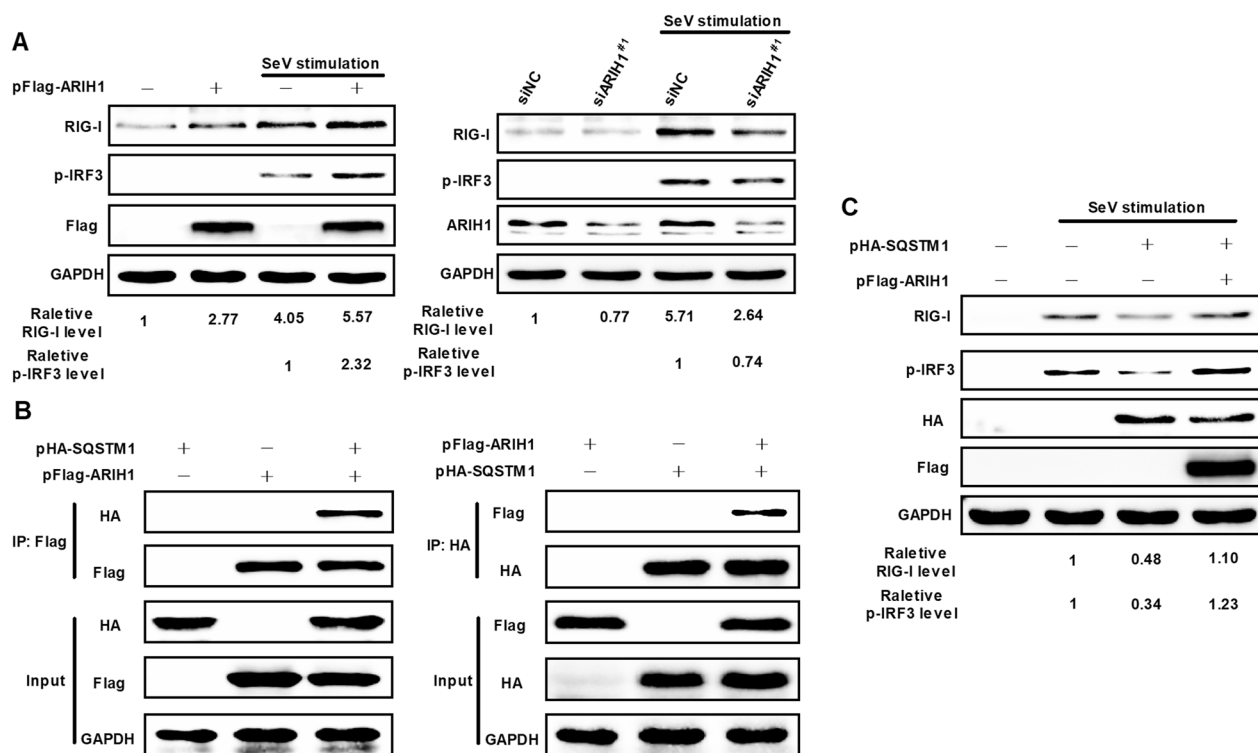 A
SeV stimulation
pFlag-ARIH1 − + − +
RIG-I
p-IRF3
Flag
GAPDH
Raletive
RIG-I level
1 2.77 4.05 5.57
Raletive
p-IRF3 level
1 2.32
SeV stimulation
siNC siARIH1#1 siNC siARIH1#1
RIG-I
p-IRF3
ARIH1
GAPDH
Raletive
RIG-I level
1 0.77 5.71 2.64
Raletive
p-IRF3 level
1 0.74
B
pHA-SQSTM1 + − +
pFlag-ARIH1 − + +
IP: Flag
HA
Flag
Input
HA
Flag
GAPDH
pFlag-ARIH1 + − +
pHA-SQSTM1 − + +
IP: HA
Flag
HA
Input
Flag
HA
GAPDH
C
SeV stimulation
pHA-SQSTM1 − − + +
pFlag-ARIH1 − − − +
RIG-I
p-IRF3
HA
Flag
GAPDH
Raletive
RIG-I level
1 0.48 1.10
Raletive
p-IRF3 level
1 0.34 1.23